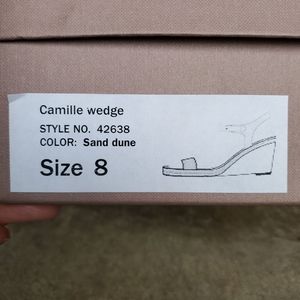 Camille wedge
STYLE NO. 42638
COLOR: Sand dune
Size 8